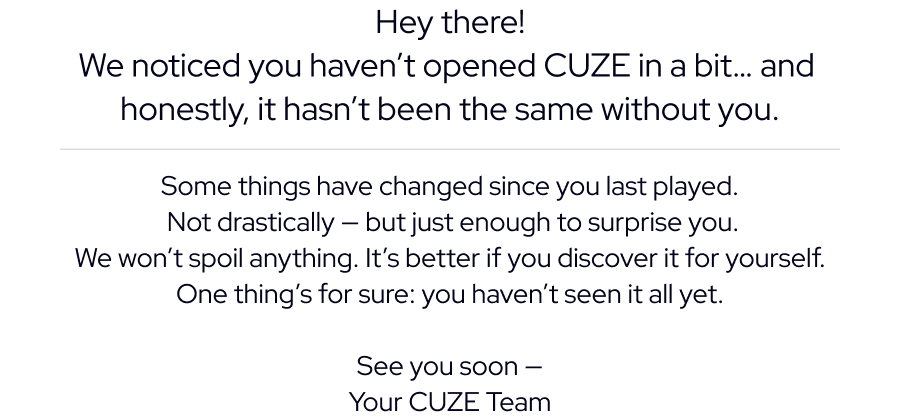 Hey there!
We noticed you haven’t opened CUZE in a bit... and
honestly, it hasn’t been the same without you.
Some things have changed since you last played.
Not drastically — but just enough to surprise you.
We won’t spoil anything. It’s better if you discover it for yourself.
One thing’s for sure: you haven’t seen it all yet.
See you soon —
Your CUZE Team